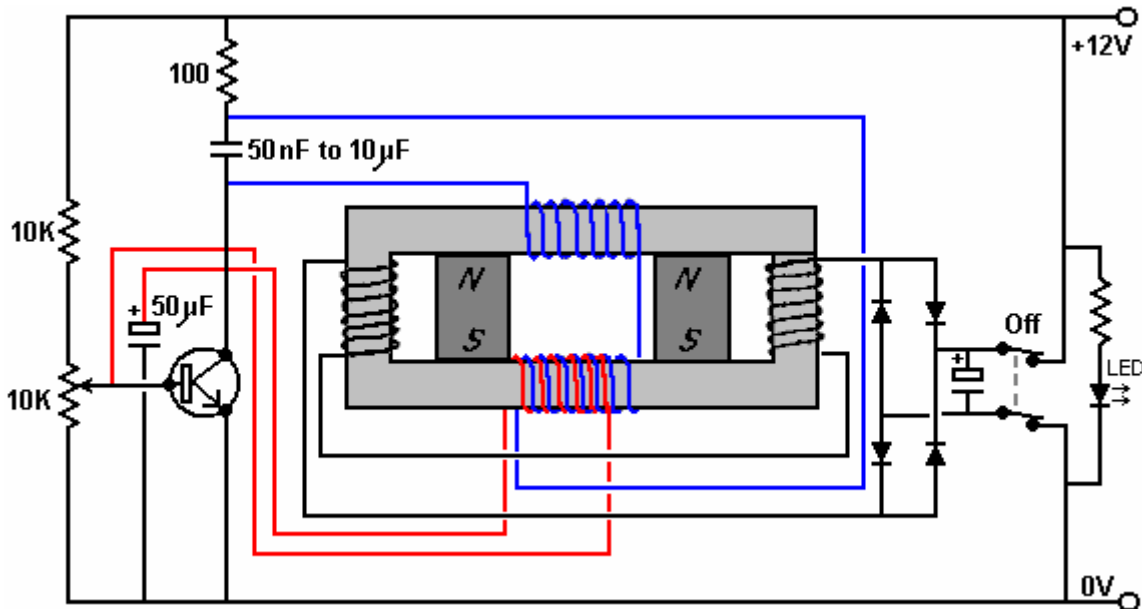 +12V
100
50nF to 10µF
10K
N
N
50µF
+
S
S
Off
+
LED
10K
0V